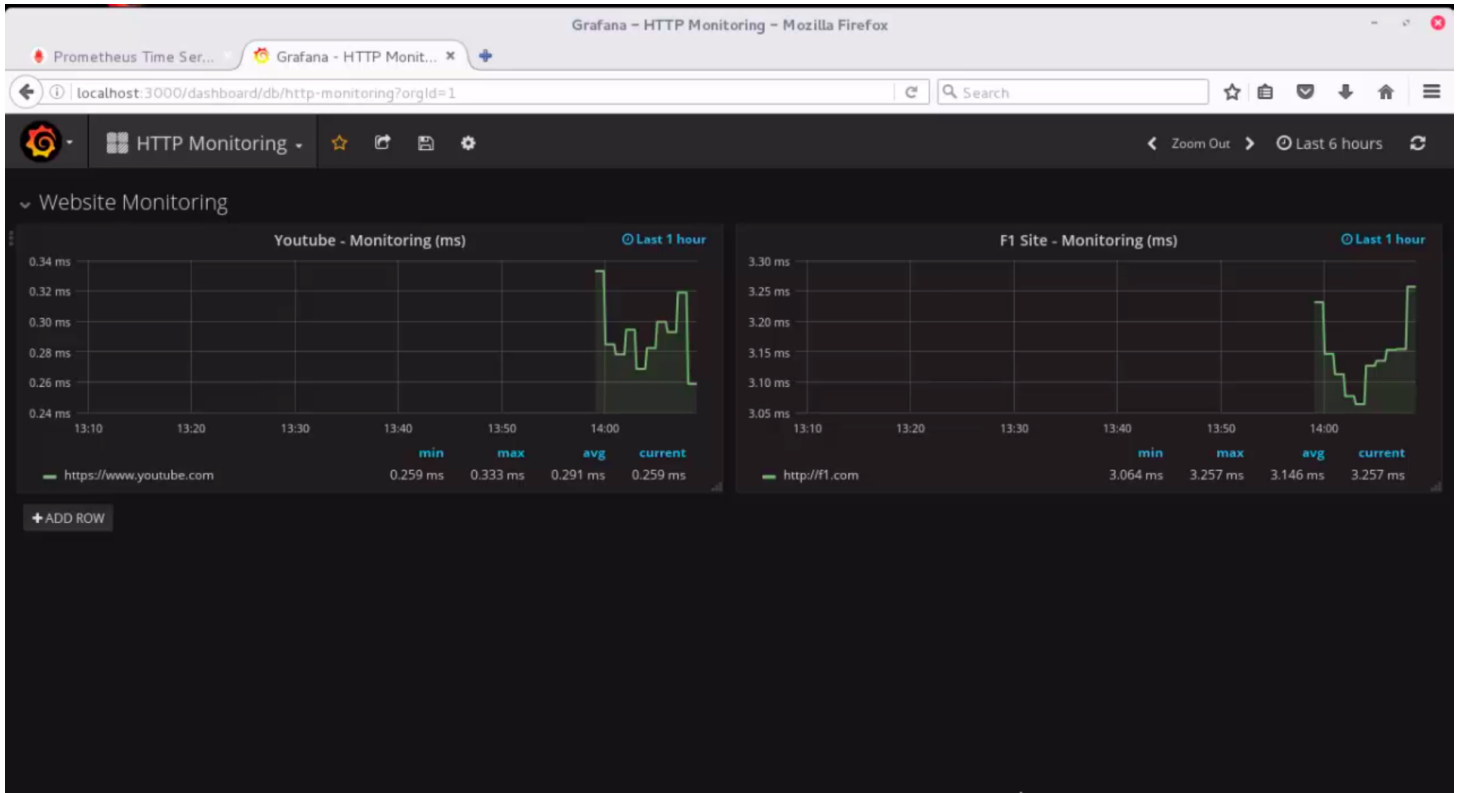 Grafana - HTTP Monitoring - Mozilla Firefox
Prometheus Time Ser...
Grafana - HTTP Monit...
localhost:3000/dashboard/db/http-monitoring?orgId=1
Search
HTTP Monitoring
Zoom Out
Last 6 hours
Website Monitoring
Youtube - Monitoring (ms)
Last 1 hour
0.34 ms
0.32 ms
0.30 ms
0.28 ms
0.26 ms
0.24 ms
13:10 13:20 13:30 13:40 13:50 14:00
min max avg current
https://www.youtube.com 0.259 ms 0.333 ms 0.291 ms 0.259 ms
F1 Site - Monitoring (ms)
Last 1 hour
3.30 ms
3.25 ms
3.20 ms
3.15 ms
3.10 ms
3.05 ms
13:10 13:20 13:30 13:40 13:50 14:00
min max avg current
http://f1.com 3.064 ms 3.257 ms 3.146 ms 3.257 ms
+ADD ROW